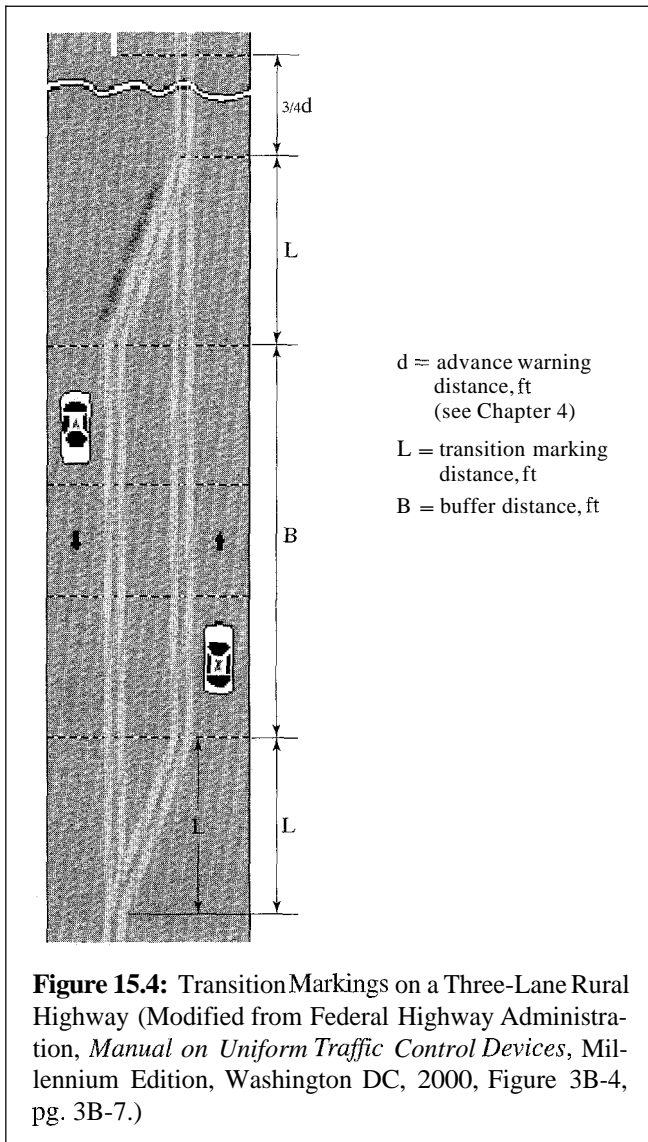 3/4d
L
d = advance warning
distance, ft
(see Chapter 4)
L = transition marking
distance, ft
B = buffer distance, ft
B
L
L
Figure 15.4: Transition Markings on a Three-Lane Rural
Highway (Modified from Federal Highway Administra-
tion, Manual on Uniform Traffic Control Devices, Mil-
lennium Edition, Washington DC, 2000, Figure 3B-4,
pg. 3B-7.)